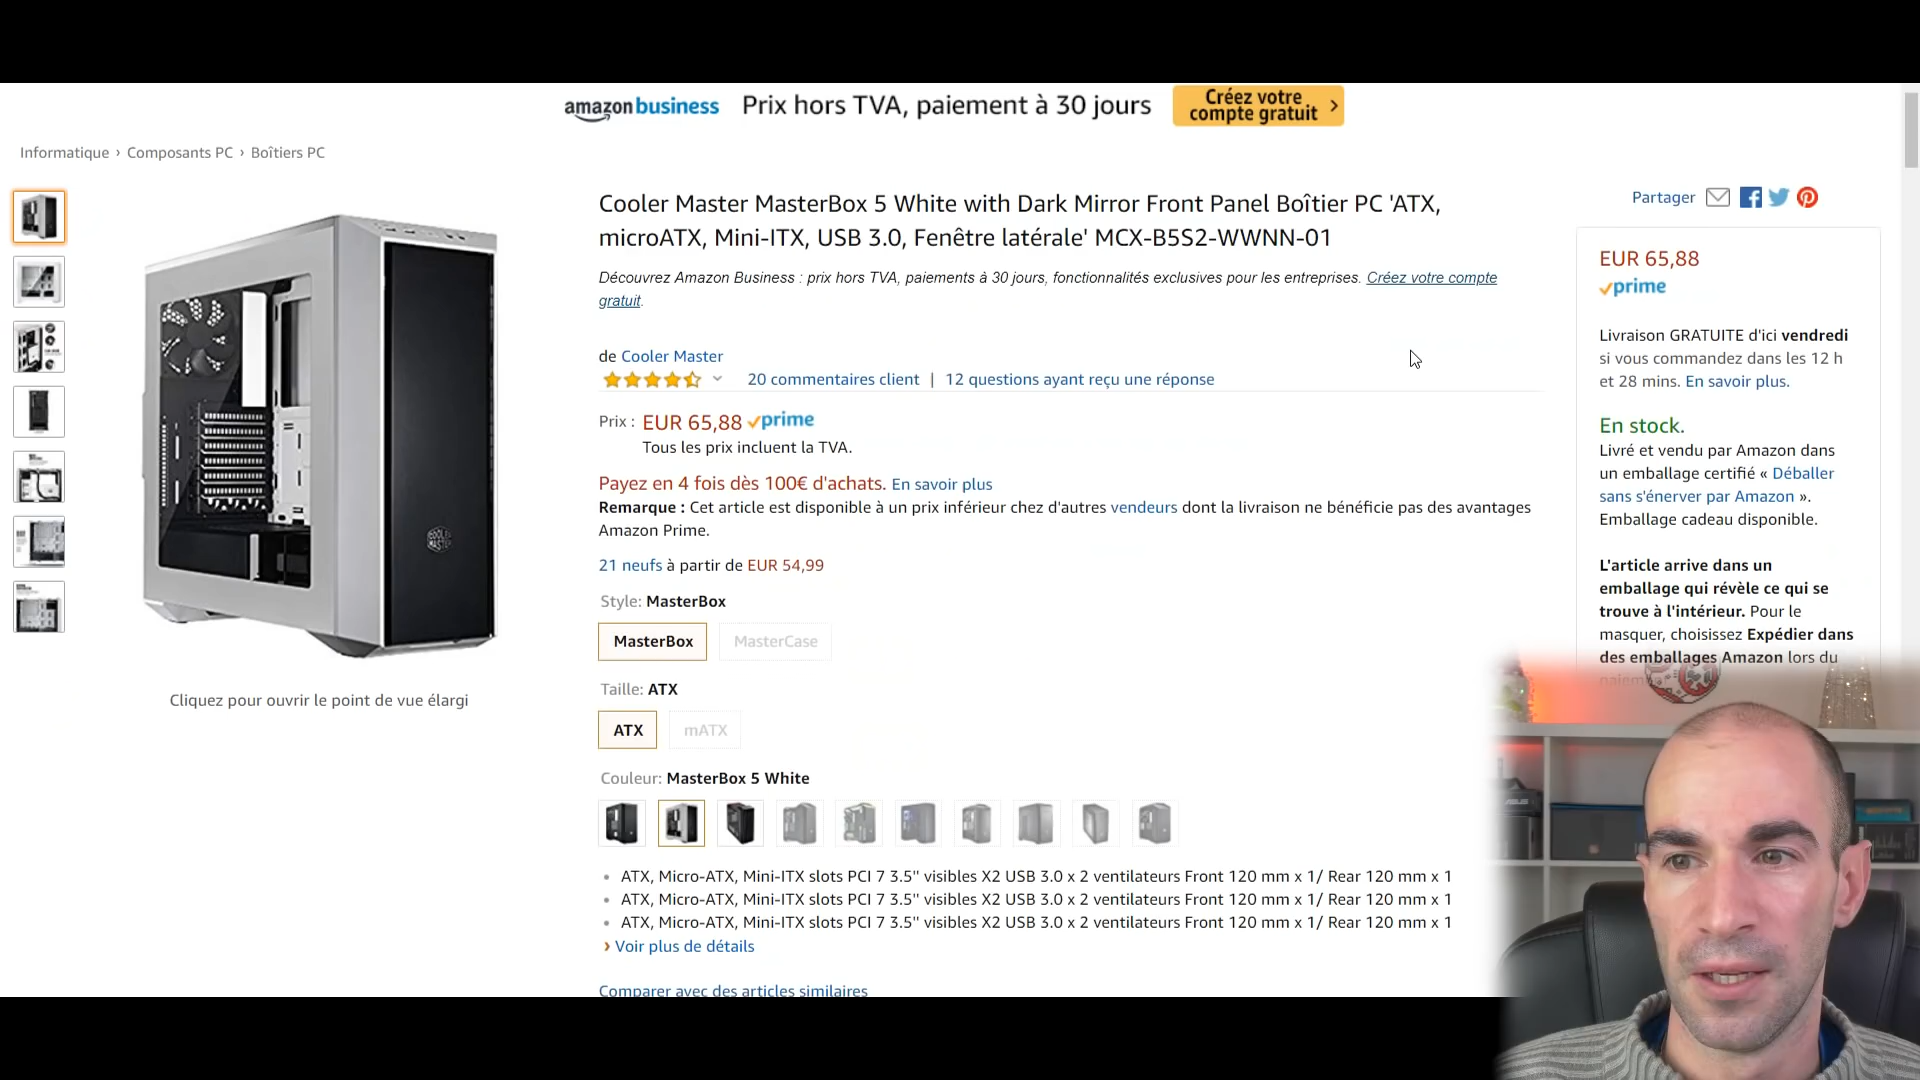 amazon business Prix hors TVA, paiement à 30 jours
Créez votre
compte gratuit
Informatique › Composants PC › Boîtiers PC
Cooler Master MasterBox 5 White with Dark Mirror Front Panel Boîtier PC 'ATX,
microATX, Mini-ITX, USB 3.0, Fenêtre latérale' MCX-B5S2-WWNN-01
Découvrez Amazon Business : prix hors TVA, paiements à 30 jours, fonctionnalités exclusives pour les entreprises. Créez votre compte
gratuit.
de Cooler Master
20 commentaires client | 12 questions ayant reçu une réponse
Prix : EUR 65,88 prime
Tous les prix incluent la TVA.
Payez en 4 fois dès 100€ d'achats. En savoir plus
Remarque : Cet article est disponible à un prix inférieur chez d'autres vendeurs dont la livraison ne bénéficie pas des avantages
Amazon Prime.
21 neufs à partir de EUR 54,99
Style: MasterBox
MasterBox MasterCase
Taille: ATX
ATX mATX
Couleur: MasterBox 5 White
• ATX, Micro-ATX, Mini-ITX slots PCI 7 3.5" visibles X2 USB 3.0 x 2 ventilateurs Front 120 mm x 1/ Rear 120 mm x 1
• ATX, Micro-ATX, Mini-ITX slots PCI 7 3.5" visibles X2 USB 3.0 x 2 ventilateurs Front 120 mm x 1/ Rear 120 mm x 1
• ATX, Micro-ATX, Mini-ITX slots PCI 7 3.5" visibles X2 USB 3.0 x 2 ventilateurs Front 120 mm x 1/ Rear 120 mm x 1
› Voir plus de détails
Comparer avec des articles similaires
COOLER
MASTER
Cliquez pour ouvrir le point de vue élargi
Partager
EUR 65,88
prime
Livraison GRATUITE d'ici vendredi
si vous commandez dans les 12 h
et 28 mins. En savoir plus.
En stock.
Livré et vendu par Amazon dans
un emballage certifié « Déballer
sans s'énerver par Amazon ».
Emballage cadeau disponible.
L'article arrive dans un
emballage qui révèle ce qui se
trouve à l'intérieur. Pour le
masquer, choisissez Expédier dans
des emballages Amazon lors du
paiement
ASUS